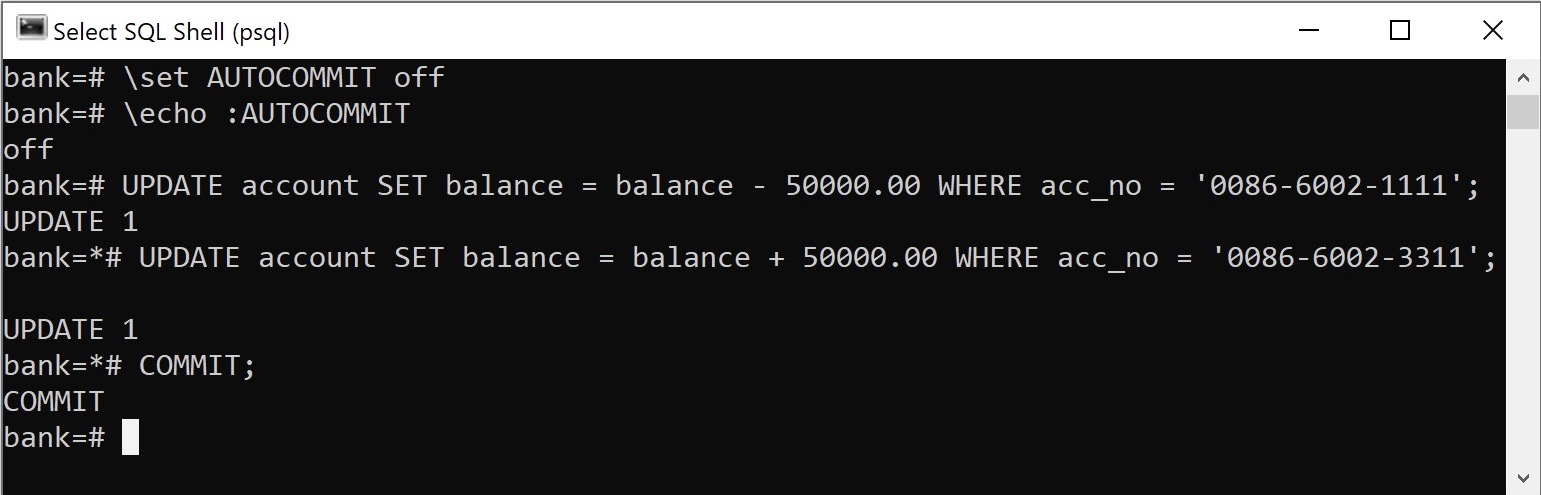 Select SQL Shell (psql)
bank=# \set AUTOCOMMIT off
bank=# \echo :AUTOCOMMIT
off
bank=# UPDATE account SET balance = balance - 50000.00 WHERE acc_no = '0086-6002-1111';
UPDATE 1
bank=*# UPDATE account SET balance = balance + 50000.00 WHERE acc_no = '0086-6002-3311';
UPDATE 1
bank=*# COMMIT;
COMMIT
bank=#